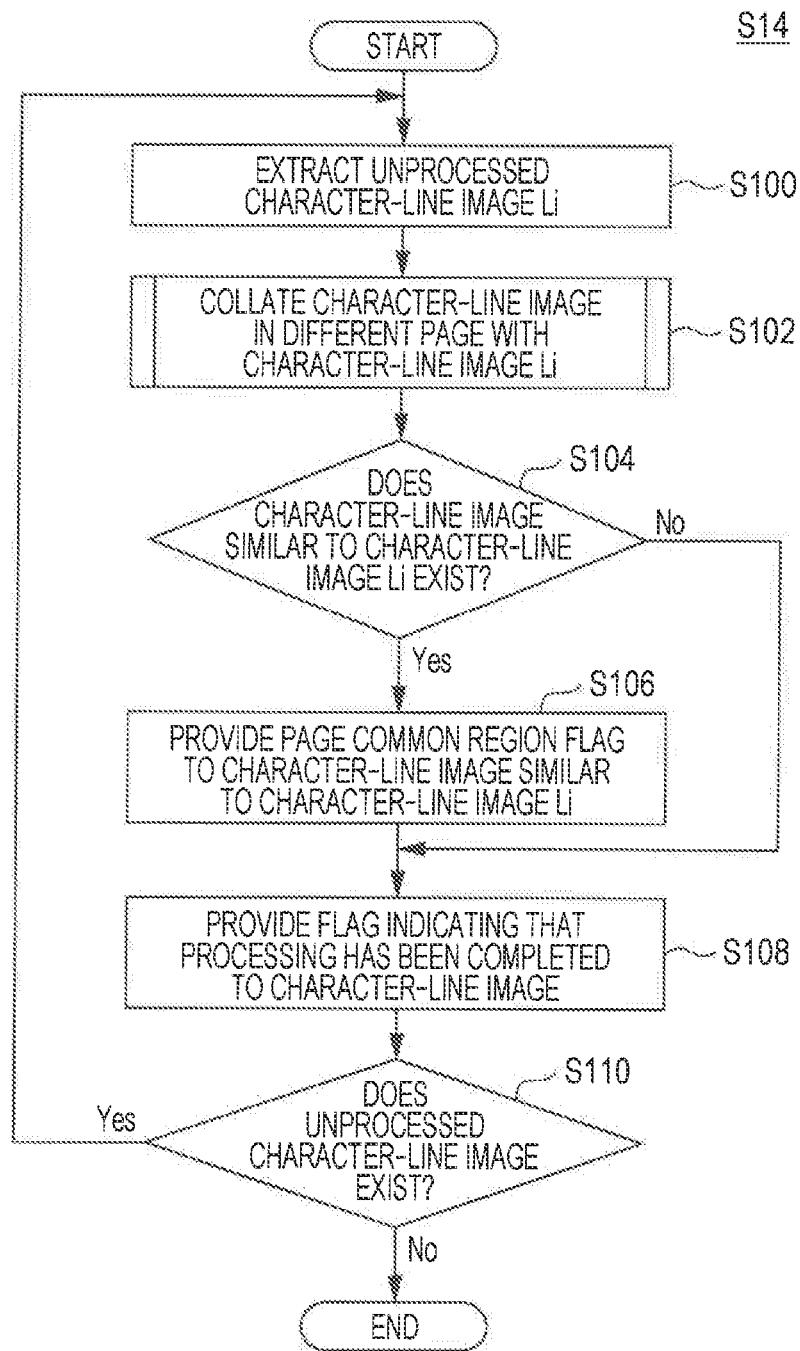 S14
START
EXTRACT UNPROCESSED
CHARACTER-LINE IMAGE Li
S100
COLLATE CHARACTER-LINE IMAGE
IN DIFFERENT PAGE WITH
CHARACTER-LINE IMAGE Li
S102
S104
DOES
CHARACTER-LINE IMAGE
SIMILAR TO CHARACTER-LINE
IMAGE Li EXIST?
No
Yes
S106
PROVIDE PAGE COMMON REGION FLAG
TO CHARACTER-LINE IMAGE SIMILAR
TO CHARACTER-LINE IMAGE Li
PROVIDE FLAG INDICATING THAT
PROCESSING HAS BEEN COMPLETED
TO CHARACTER-LINE IMAGE
S108
S110
DOES
UNPROCESSED
CHARACTER-LINE IMAGE
EXIST?
Yes
No
END